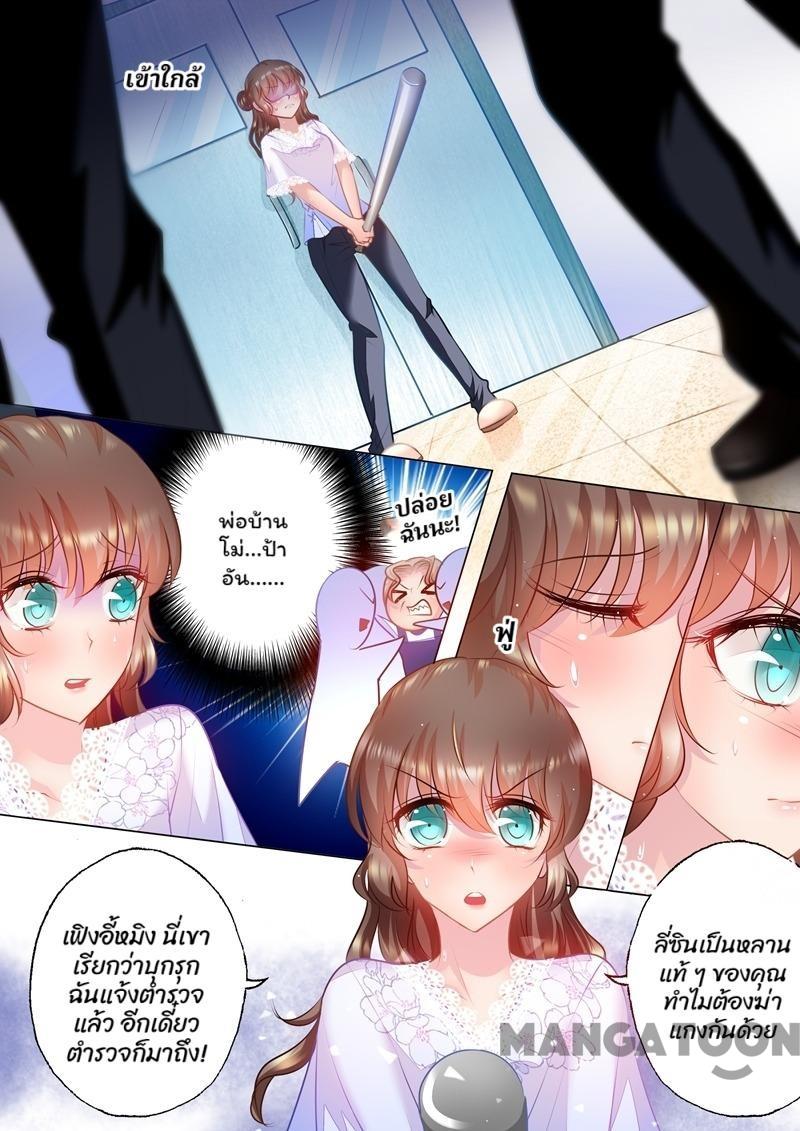 เข้าใกล้
พ่อบ้าน
โม่...ป้า
อัน......
ปล่อย
ฉันนะ!
ฟู่
เฟิงอี้หมิง นี่เขา
เรียกว่าบุกรุก
ฉันแจ้งตำรวจ
แล้ว อีกเดี๋ยว
ตำรวจก็มาถึง!
ลี่ซินเป็นหลาน
แท้ ๆ ของคุณ
ทำไมต้องฆ่า
แกงกันด้วย
MANGATOON